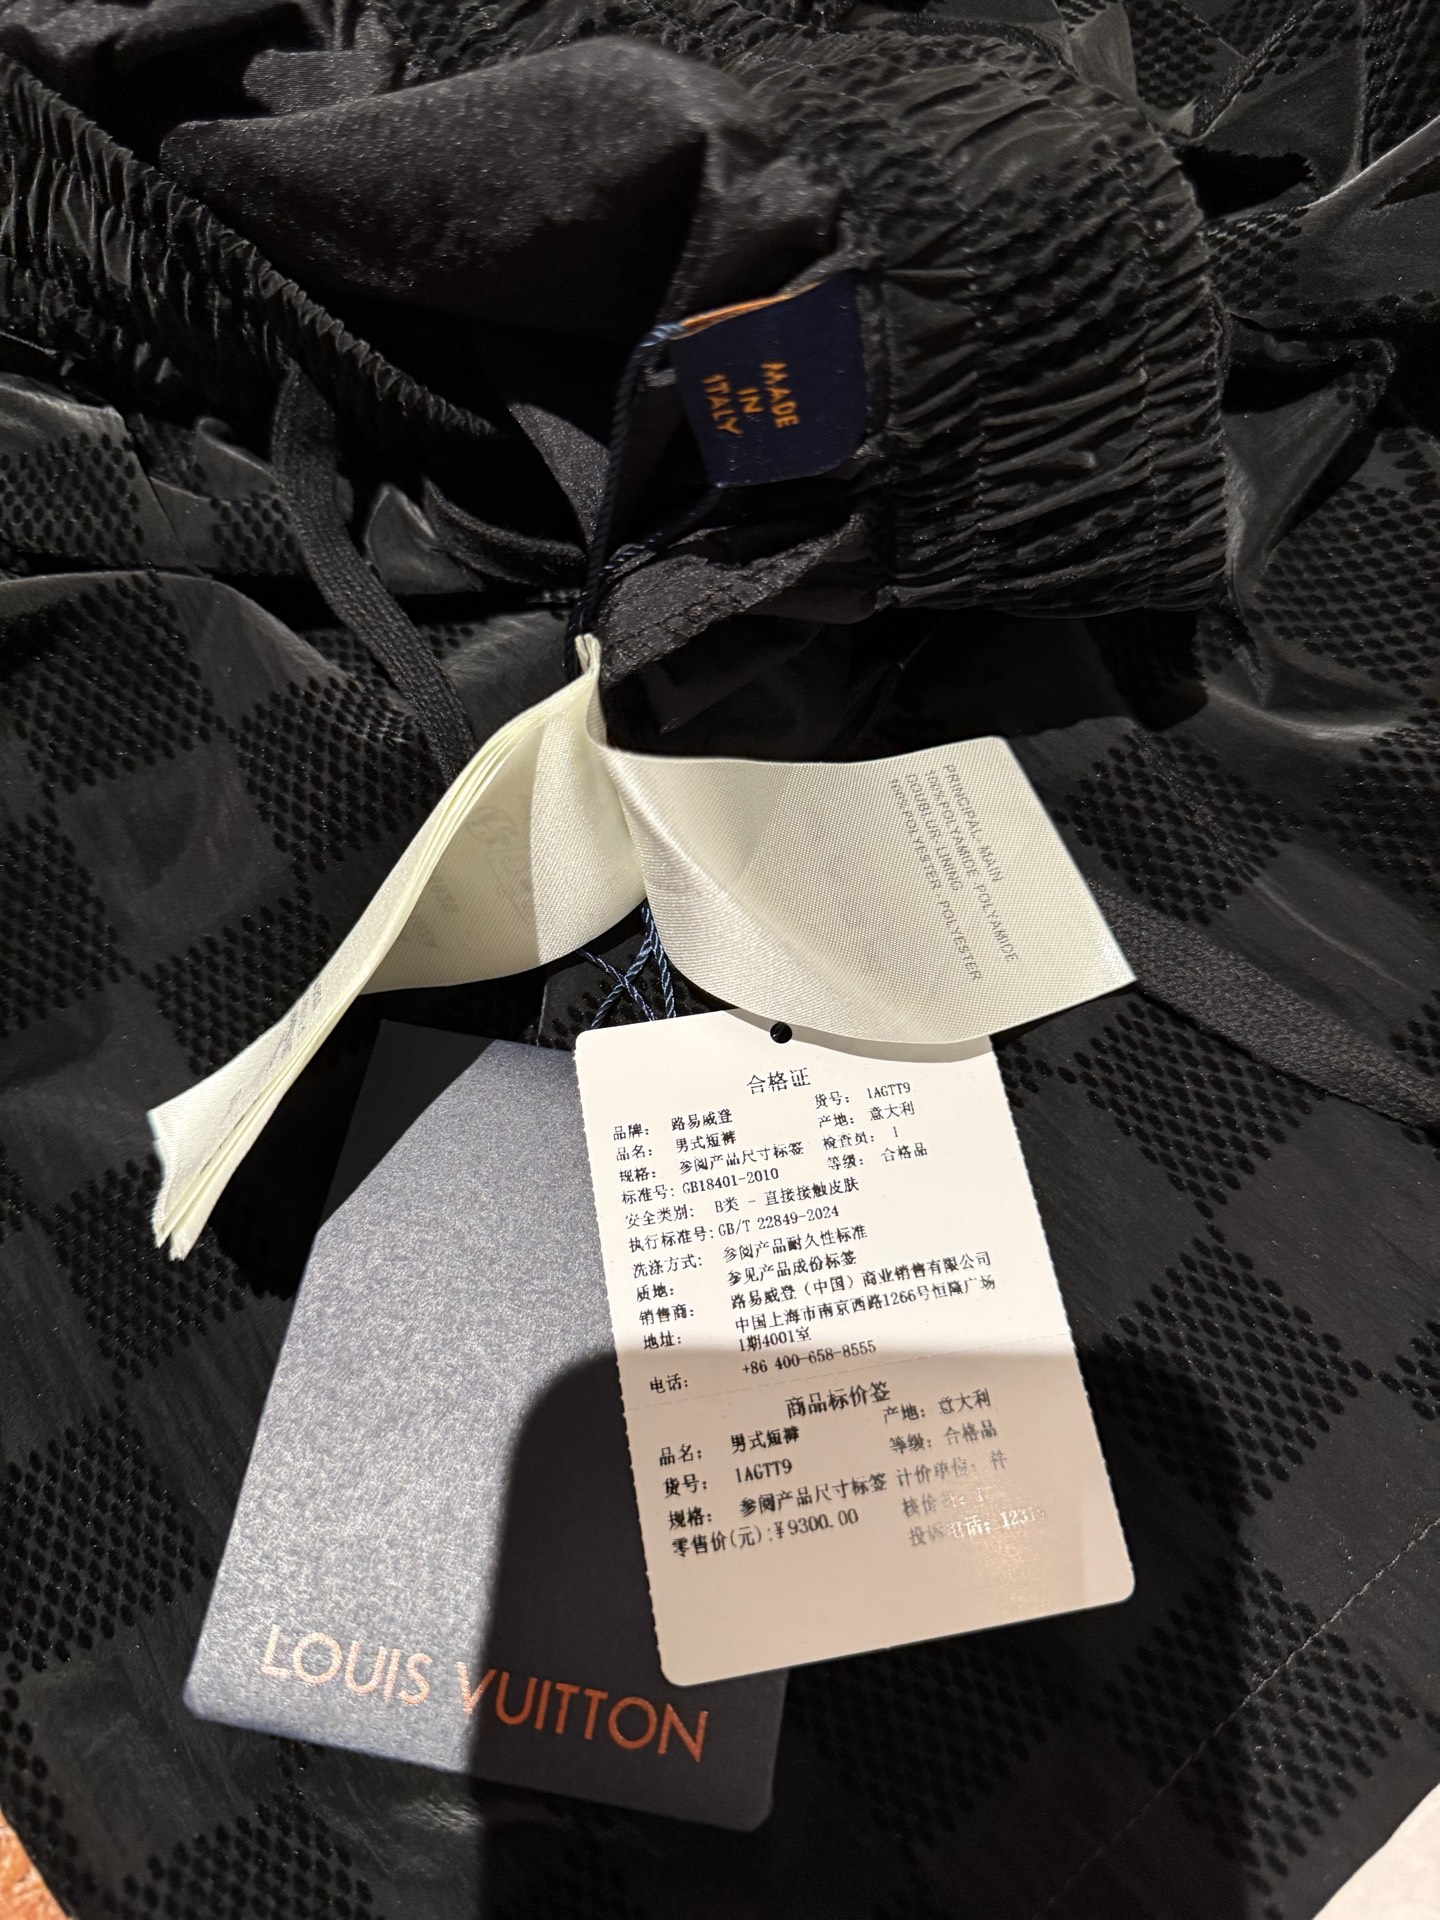 MADE
IN
ITALY
PRINCIPAL MAIN
100% POLYAMIDE POLYAMIDE
DOUBLURE LINING
100% POLYESTER POLYESTER
合格证
品牌： 路易威登 货号： 1AGTT9
品名： 男式短裤 产地： 意大利
规格： 参阅产品尺寸标签 检查员： 1
标准号: GB18401-2010 等级： 合格品
安全类别： B类 - 直接接触皮肤
执行标准号: GB/T 22849-2024
洗涤方式： 参阅产品耐久性标准
质地： 参见产品成份标签
销售商： 路易威登（中国）商业销售有限公司
地址： 中国上海市南京西路1266号恒隆广场
1期4001室
电话： +86 400-658-8555
商品标价签
品名： 男式短裤 产地： 意大利
货号： 1AGTT9 等级： 合格品
规格： 参阅产品尺寸标签 计价单位： 件
零售价(元):¥9300.00
投诉电话：
LOUIS VUITTON